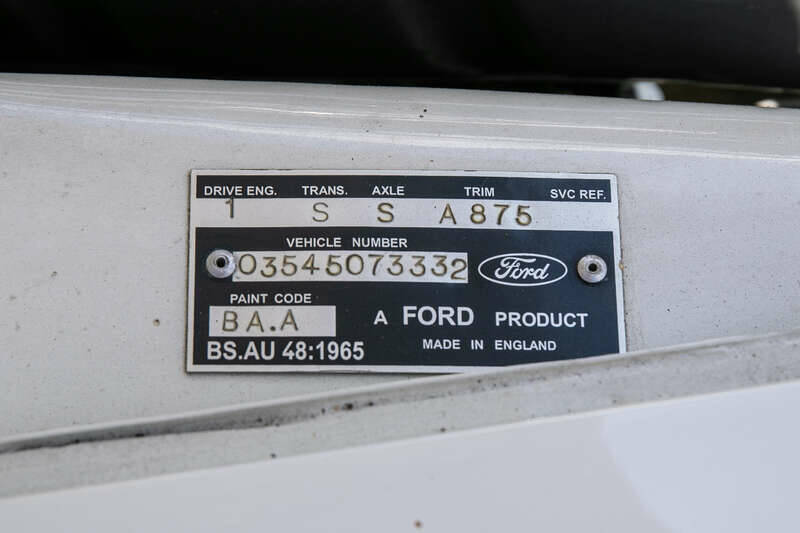 DRIVE ENG. TRANS. AXLE TRIM SVC REF.
1 S S A875
VEHICLE NUMBER
03545073332 Ford
PAINT CODE
BA.A A FORD PRODUCT
BS.AU 48:1965 MADE IN ENGLAND